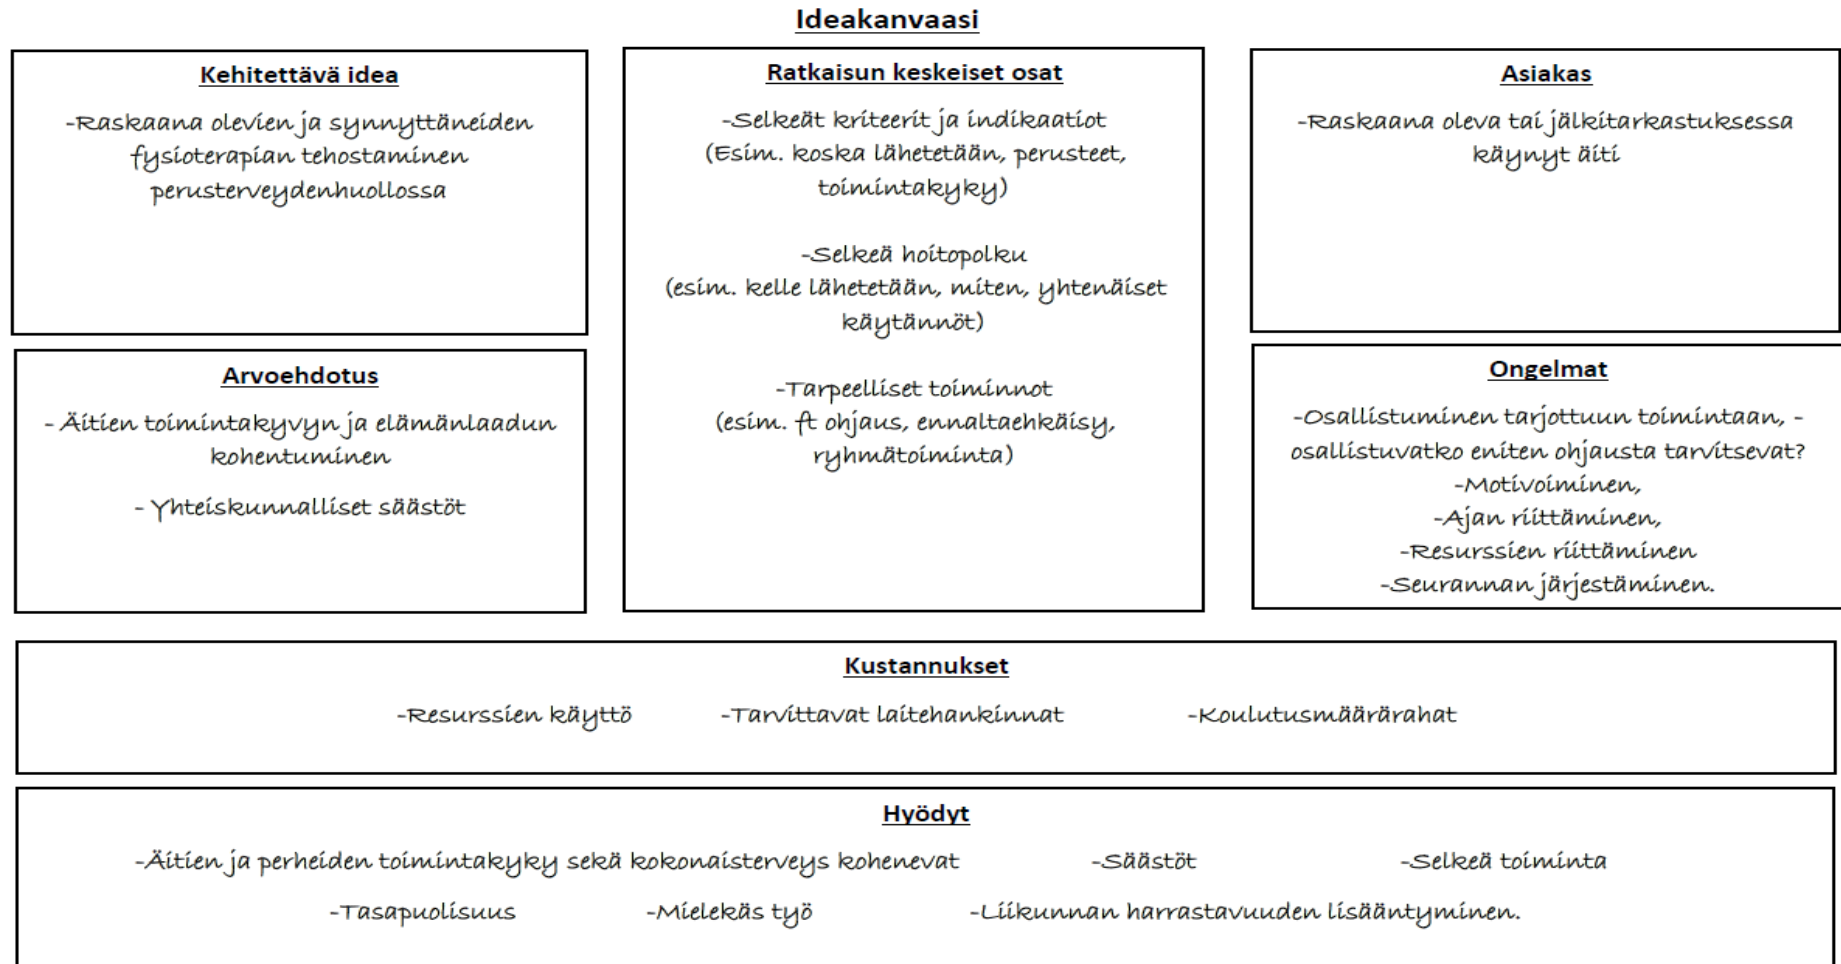 Ideakanvaasi
Kehitettävä idea
-Raskaana olevien ja synnyttäneiden
fysioterapian tehostaminen
perusterveydenhuollossa
Arvoehdotus
- Äitien toimintakyvyn ja elämänlaadun
kohentuminen
- Yhteiskunnalliset säästöt
Ratkaisun keskeiset osat
-Selkeät kriteerit ja indikaatiot
(Esim. koska lähetetään, perusteet,
toimintakyky)
-Selkeä hoitopolku
(esim. kelle lähetetään, miten, yhtenäiset
käytännöt)
-Tarpeelliset toiminnot
(esim. ft ohjaus, ennaltaehkäisy,
ryhmätoiminta)
Asiakas
-Raskaana oleva tai jälkitarkastuksessa
käynyt äiti
Ongelmat
-Osallistuminen tarjottuun toimintaan, -
osallistuvatko eniten ohjausta tarvitsevat?
-Motivoiminen,
-Ajan riittäminen,
-Resurssien riittäminen
-Seurannan järjestäminen.
Kustannukset
-Resurssien käyttö -Tarvittavat laitehankinnat -Koulutusmäärärahat
Hyödyt
-Äitien ja perheiden toimintakyky sekä kokonaisterveys kohenevat -Säästöt -Selkeä toiminta
-Tasapuolisuus -Mielekäs työ -Liikunnan harrastavuuden lisääntyminen.